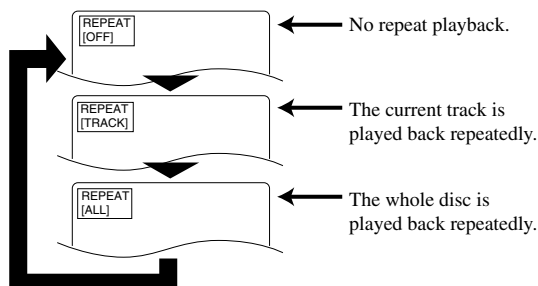 REPEAT
[OFF]
No repeat playback.
REPEAT
[TRACK]
The current track is
played back repeatedly.
REPEAT
[ALL]
The whole disc is
played back repeatedly.